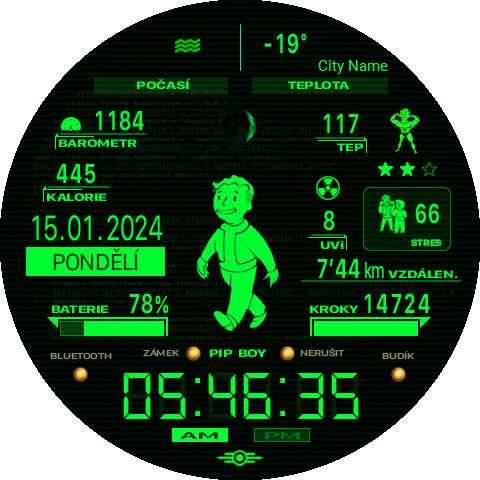 -19°
City Name
POČASÍ
TEPLOTA
1184
BAROMETR
117
TEP
445
KALORIE
8
UVi
66
STRES
15.01.2024
PONDĚLÍ
7'44 km VZDÁLEN.
BATERIE 78%
KROKY 14724
BLUETOOTH
ZÁMEK
PIP BOY
NERUŠIT
BUDÍK
05:46:35
AM
PM